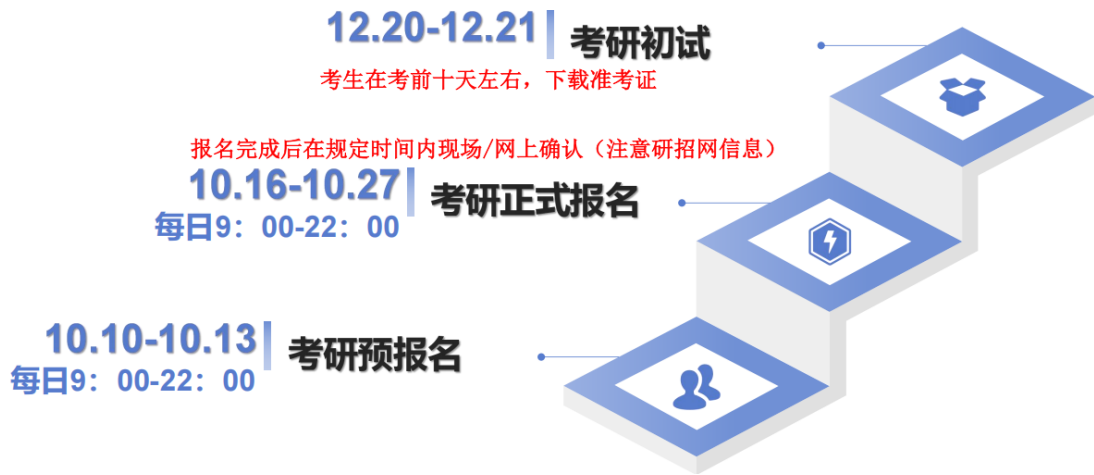 12.20-12.21 考研初试
考生在考前十天左右，下载准考证
报名完成后在规定时间内现场/网上确认（注意研招网信息）
10.16-10.27 考研正式报名
每日9：00-22：00
10.10-10.13 考研预报名
每日9：00-22：00